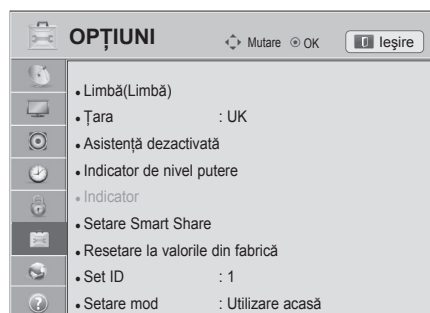 OPȚIUNI Mutare OK Ieşire
• Limbă(Limbă)
• Țara : UK
• Asistență dezactivată
• Indicator de nivel putere
• Indicator
• Setare Smart Share
• Resetare la valorile din fabrică
• Set ID : 1
• Setare mod : Utilizare acasă